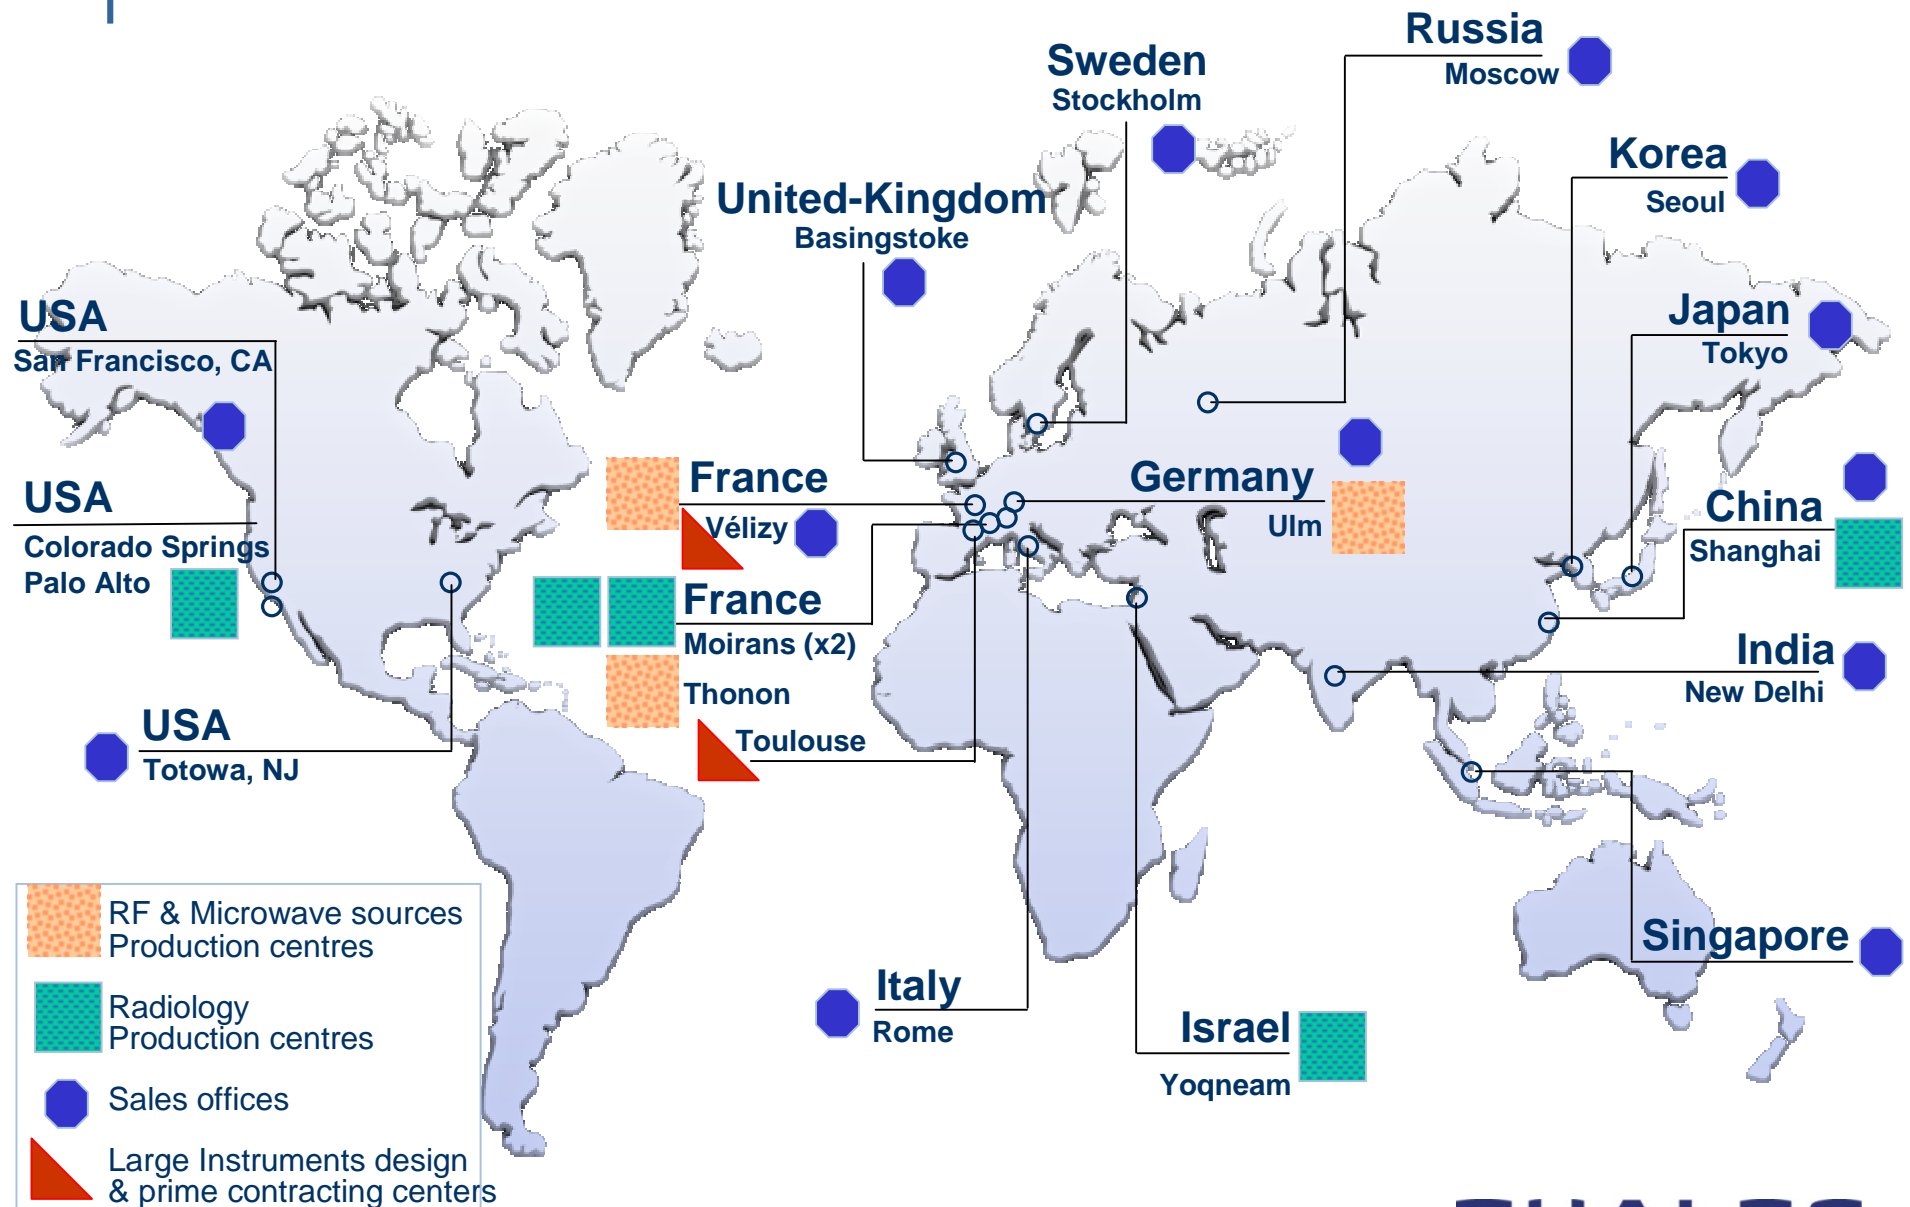 Russia
Moscow
Sweden
Stockholm
Korea
Seoul
United-Kingdom
Basingstoke
USA
San Francisco, CA
Japan
Tokyo
USA
Colorado Springs
Palo Alto
France
Vélizy
Germany
Ulm
China
Shanghai
France
Moirans (x2)
Thonon
Toulouse
India
New Delhi
USA
Totowa, NJ
Singapore
Italy
Rome
Israel
Yoqneam
RF & Microwave sources
Production centres
Radiology
Production centres
Sales offices
Large Instruments design
& prime contracting centers